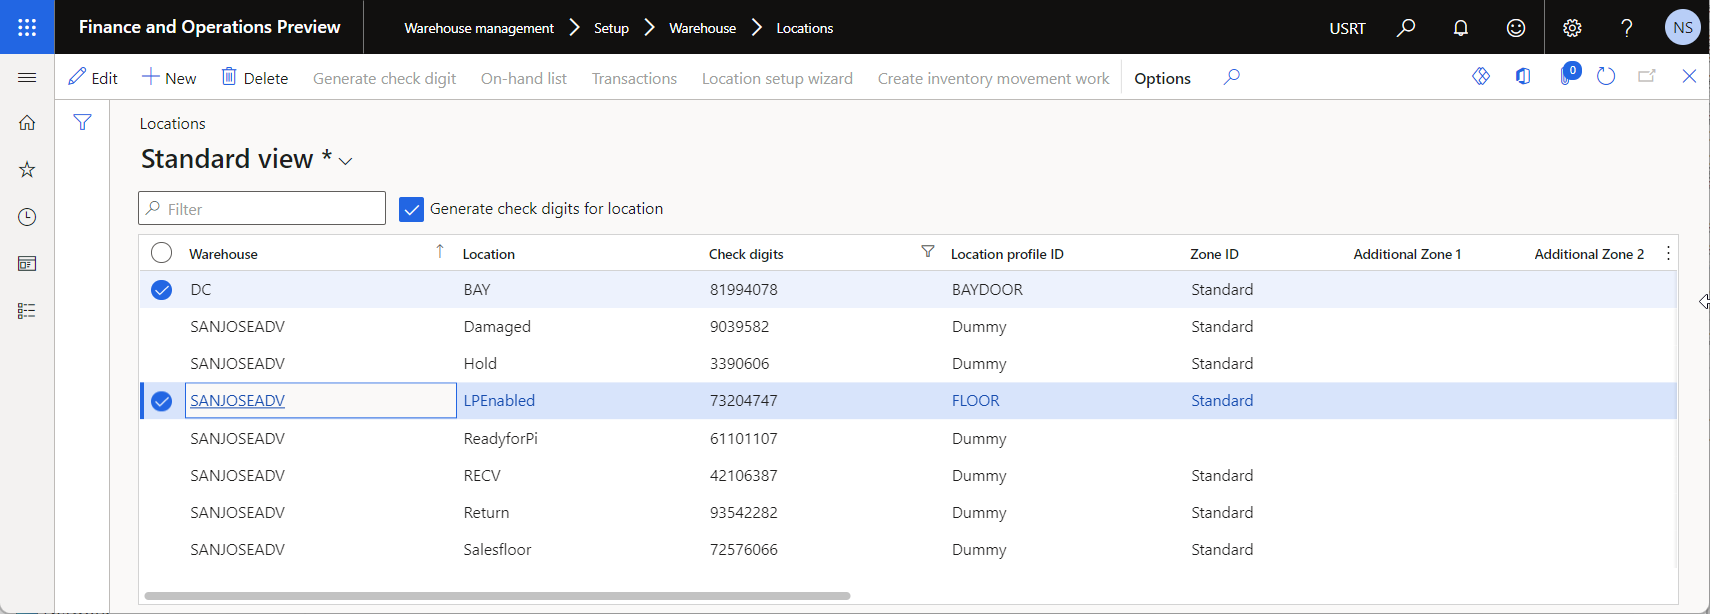 Finance and Operations Preview Warehouse management Setup Warehouse Locations USRT NS
Edit New Delete Generate check digit On-hand list Transactions Location setup wizard Create inventory movement work Options 0
Locations
Standard view *
Filter Generate check digits for location
Warehouse Location Check digits Location profile ID Zone ID Additional Zone 1 Additional Zone 2
DC BAY 81994078 BAYDOOR Standard
SANJOSEADV Damaged 9039582 Dummy Standard
SANJOSEADV Hold 3390606 Dummy Standard
SANJOSEADV LPEnabled 73204747 FLOOR Standard
SANJOSEADV ReadyforPi 61101107 Dummy
SANJOSEADV RECV 42106387 Dummy Standard
SANJOSEADV Return 93542282 Dummy Standard
SANJOSEADV Salesfloor 72576066 Dummy Standard